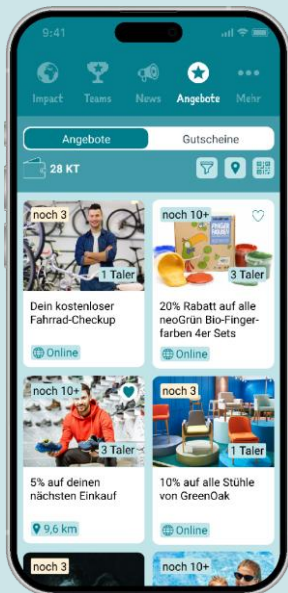 9:41
Impact Teams News Angebote Mehr
Angebote Gutscheine
28 KT
noch 3
1 Taler
Dein kostenloser
Fahrrad-Checkup
Online
noch 10+
3 Taler
20% Rabatt auf alle
neoGrün Bio-Finger-
farben 4er Sets
Online
noch 10+
3 Taler
5% auf deinen
nächsten Einkauf
9,6 km
noch 3
1 Taler
10% auf alle Stühle
von GreenOak
Online
noch 3
noch 10+